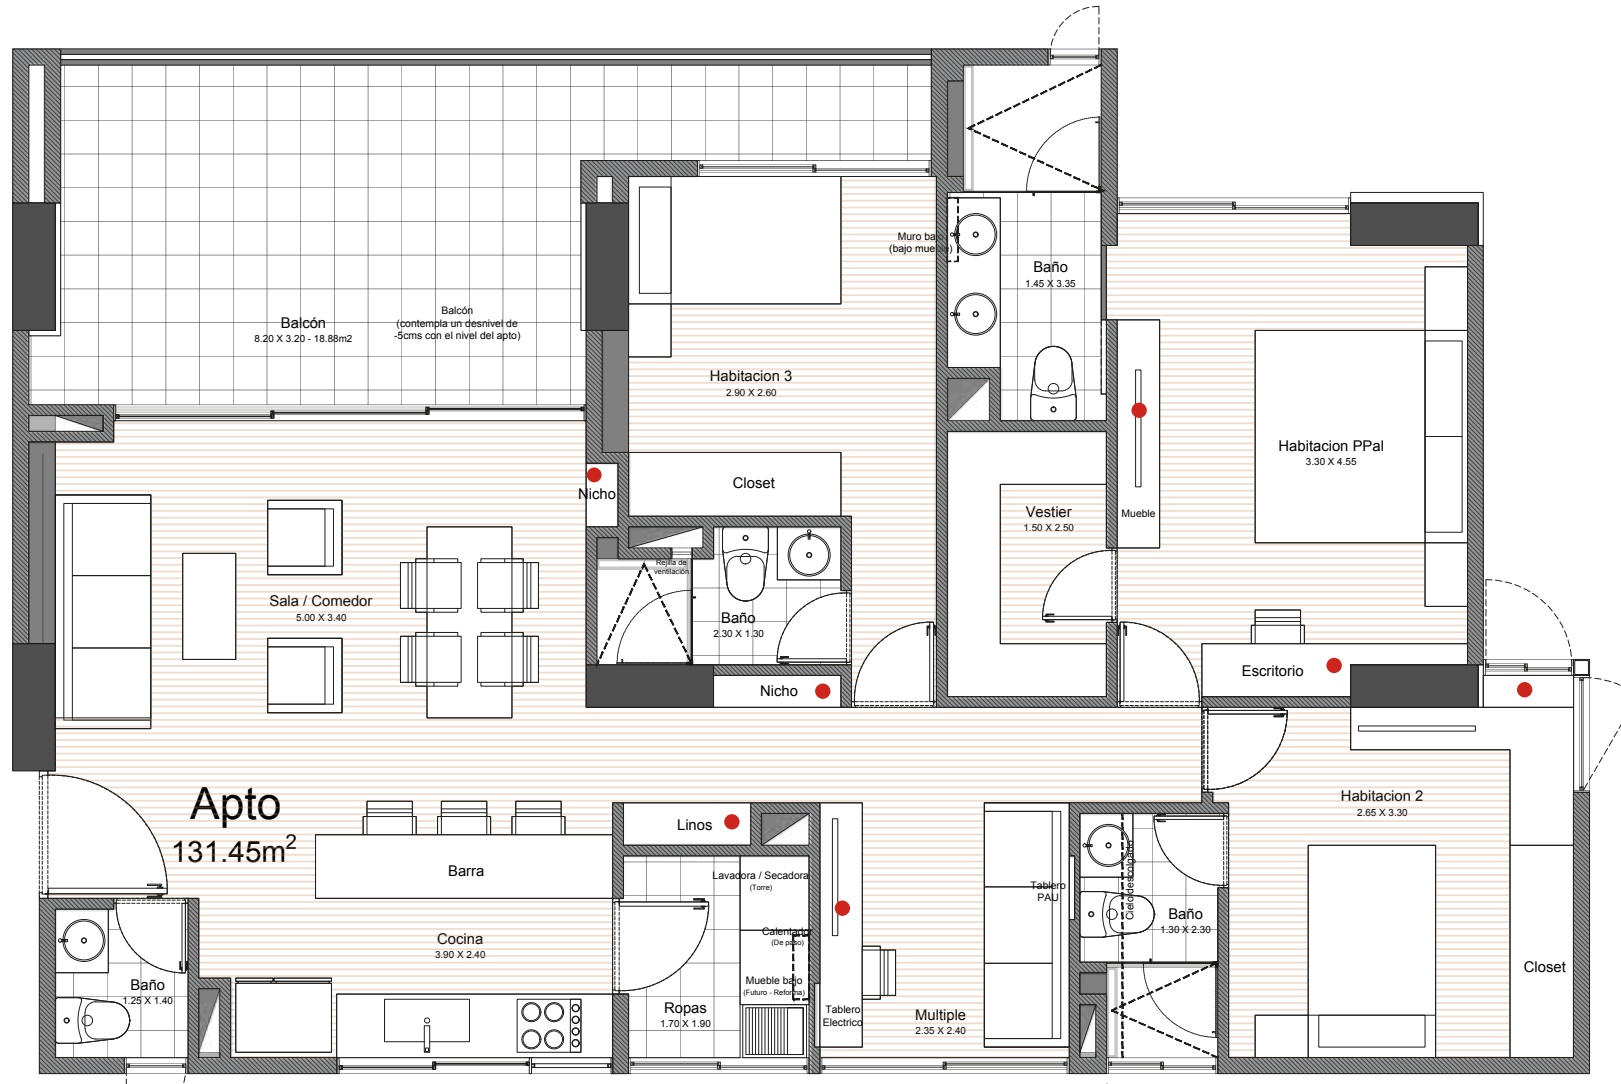 Muro bajo
(bajo mueble)
Baño
1.45 X 3.35
Balcón
8.20 X 3.20 - 18.88m2
Balcón
(contempla un desnivel de
-5cms con el nivel del apto)
Habitacion 3
2.90 X 2.60
Habitacion PPal
3.30 X 4.55
Closet
Nicho
Vestier
1.50 X 2.50
Mueble
Rejilla de
ventilación
Sala / Comedor
5.00 X 3.40
Baño
2.30 X 1.30
Escritorio
Nicho
Apto
131.45m2
Habitacion 2
2.65 X 3.30
Linos
Barra
Lavadora / Secadora
(Torre)
Tablero
PAU
Cielo descolgado
Baño
1.30 X 2.30
Cocina
3.90 X 2.40
Calentador
(De paso)
Closet
Baño
1.25 X 1.40
Mueble bajo
(Futuro - Reforma)
Ropas
1.70 X 1.90
Tablero
Electrico
Multiple
2.35 X 2.40